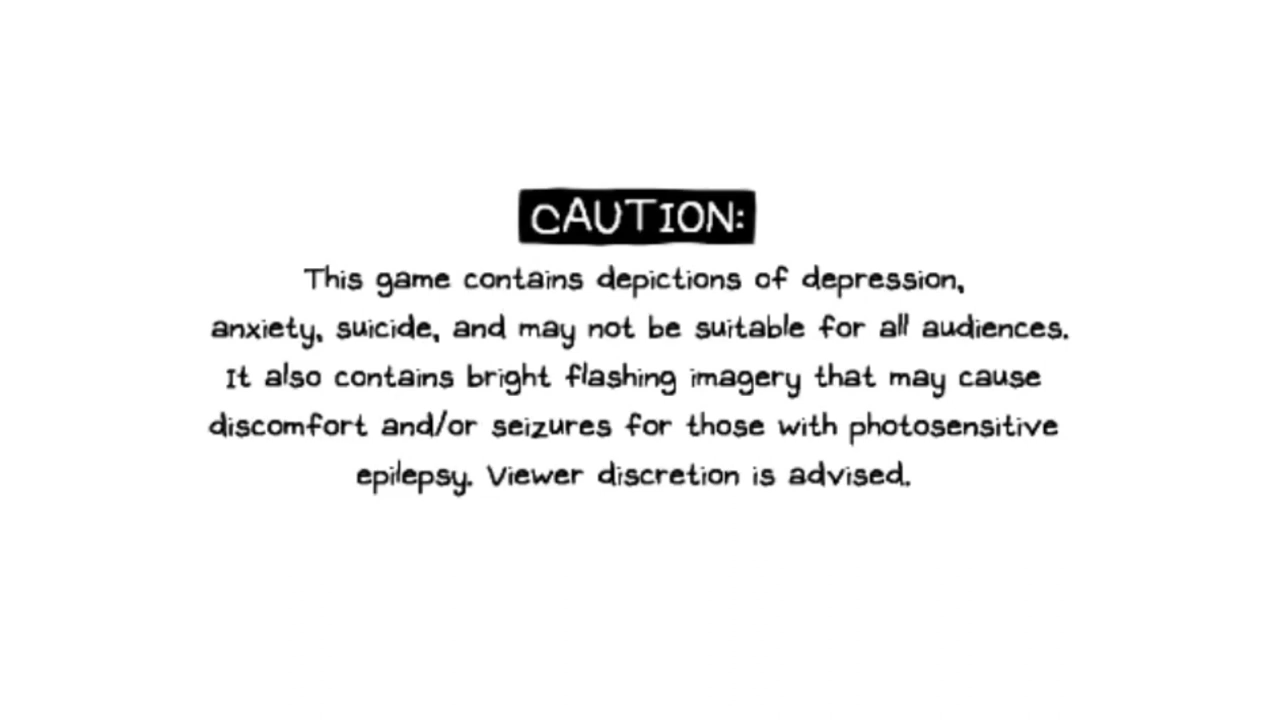 CAUTION:
This game contains depictions of depression,
anxiety, suicide, and may not be suitable for all audiences.
It also contains bright flashing imagery that may cause
discomfort and/or seizures for those with photosensitive
epilepsy. Viewer discretion is advised.